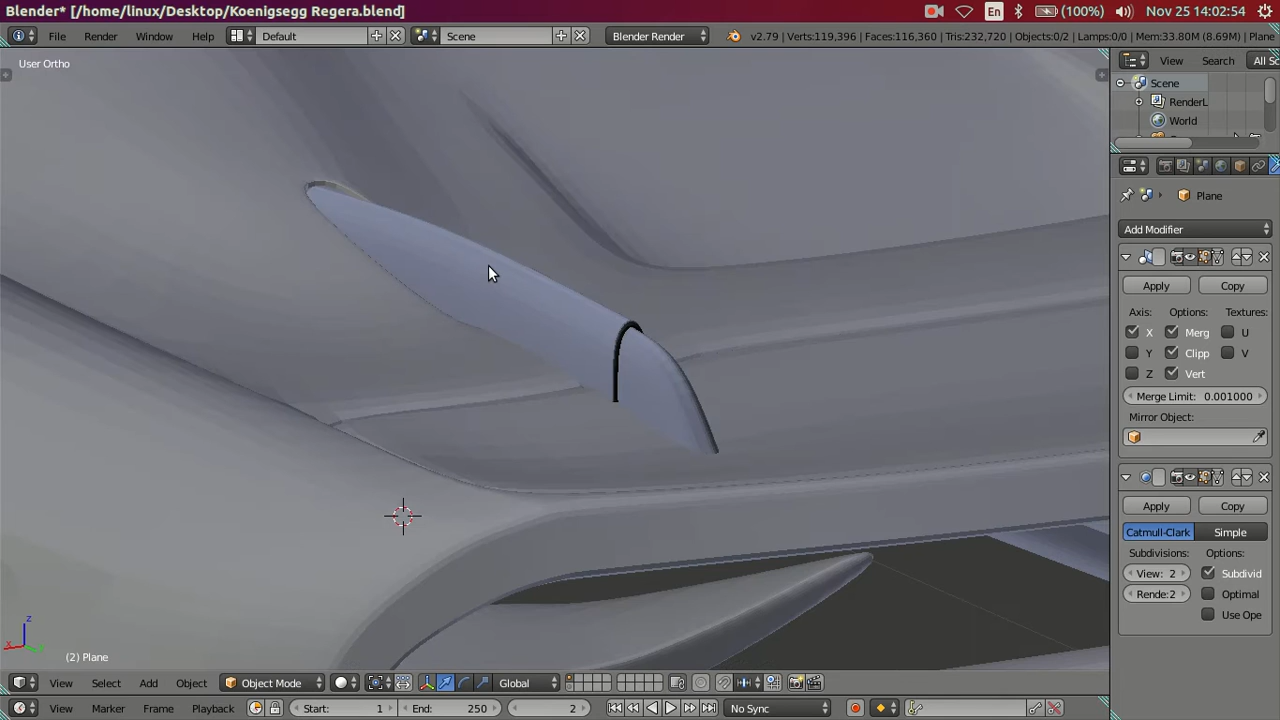 Blender* [/home/linux/Desktop/Koenigsegg Regera.blend]
En
(100%)
Nov 25 14:02:54
File
Render
Window
Help
Default
Scene
Blender Render
v2.79 | Verts:119,396 | Faces:116,360 | Tris:232,720 | Objects:0/2 | Lamps:0/0 | Mem:33.80M (8.69M) | Plane
User Ortho
View
Search
All Sc
Scene
RenderL
World
Plane
Add Modifier
Apply
Copy
Axis:
Options:
Textures:
X
Merg
U
Y
Clipp
V
Z
Vert
Merge Limit: 0.001000
Mirror Object:
Apply
Copy
Catmull-Clark
Simple
Subdivisions:
Options:
View: 2
Subdivid
Rende:2
Optimal
Use Ope
z
x
(2) Plane
View
Select
Add
Object
Object Mode
Global
View
Marker
Frame
Playback
Start: 1
End: 250
2
No Sync